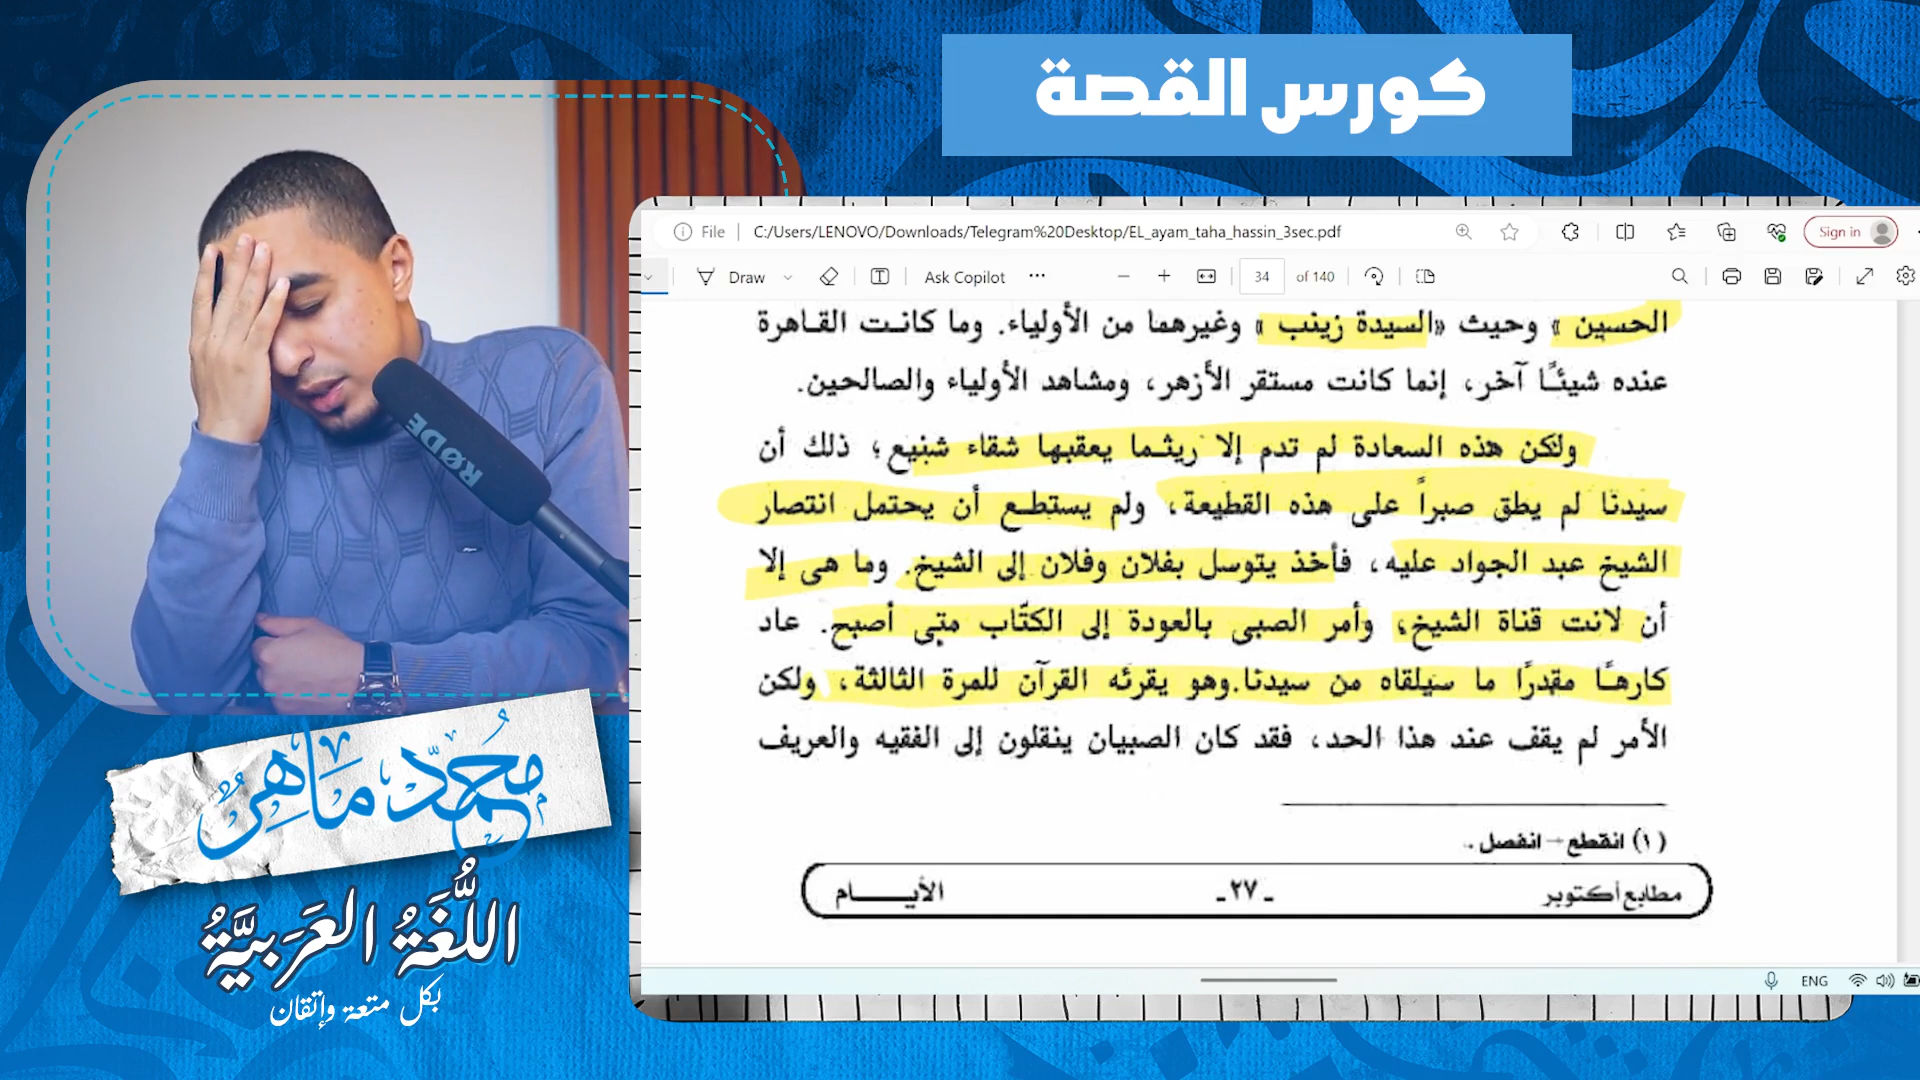 كورس القصة
File
C:/Users/LENOVO/Downloads/Telegram%20Desktop/EL_ayam_taha_hassin_3sec.pdf
Sign in
Draw
Ask Copilot
34
of 140
الحسين » وحيث «السيدة زينب » وغيرهما من الأولياء. وما كانت القاهرة
عنده شيئًا آخر، إنما كانت مستقر الأزهر، ومشاهد الأولياء والصالحين.
ولكن هذه السعادة لم تدم إلا ريثما يعقبها شقاء شنيع؛ ذلك أن
سيدنا لم يطق صبراً على هذه القطيعة، ولم يستطع أن يحتمل انتصار
الشيخ عبد الجواد عليه، فأخذ يتوسل بفلان وفلان إلى الشيخ. وما هى إلا
أن لانت قناة الشيخ، وأمر الصبى بالعودة إلى الكتّاب متى أصبح. عاد
كارهًا مقدرًا ما سيلقاه من سيدنا.وهو يقرئه القرآن للمرة الثالثة، ولكن
الأمر لم يقف عند هذا الحد، فقد كان الصبيان ينقلون إلى الفقيه والعريف
(١) انقطع – انفصل .
مطابع أكتوبر
ـ ٢٧ ـ
الأيـــــام
ENG
RØDE
مُحَمَّد مَاهِرْ
اللُّغَةُ العَرَبيَّةُ
بكل متعة وإتقان